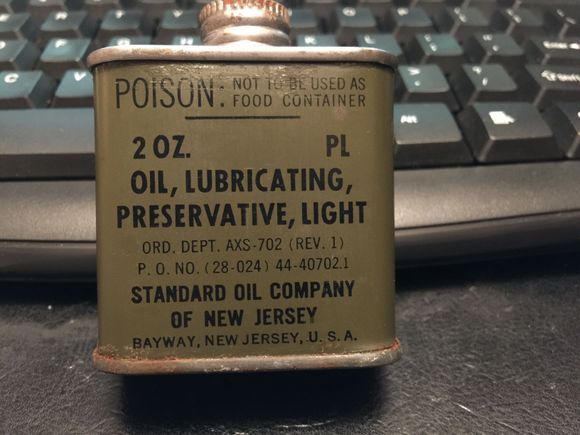 POISON: NOT TO BE USED AS
FOOD CONTAINER
2 OZ. PL
OIL, LUBRICATING,
PRESERVATIVE, LIGHT
ORD. DEPT. AXS-702 (REV. 1)
P. O. NO. (28-024) 44-40702.1
STANDARD OIL COMPANY
OF NEW JERSEY
BAYWAY, NEW JERSEY, U. S. A.